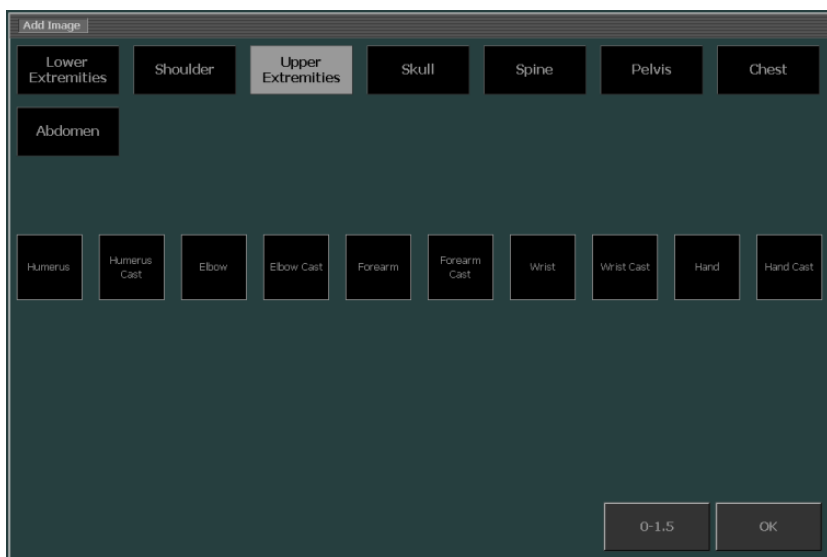 Add Image
Lower
Extremities
Shoulder
Upper
Extremities
Skull
Spine
Pelvis
Chest
Abdomen
Humerus
Humerus
Cast
Elbow
Elbow Cast
Forearm
Forearm
Cast
Wrist
Wrist Cast
Hand
Hand Cast
0-1.5
OK